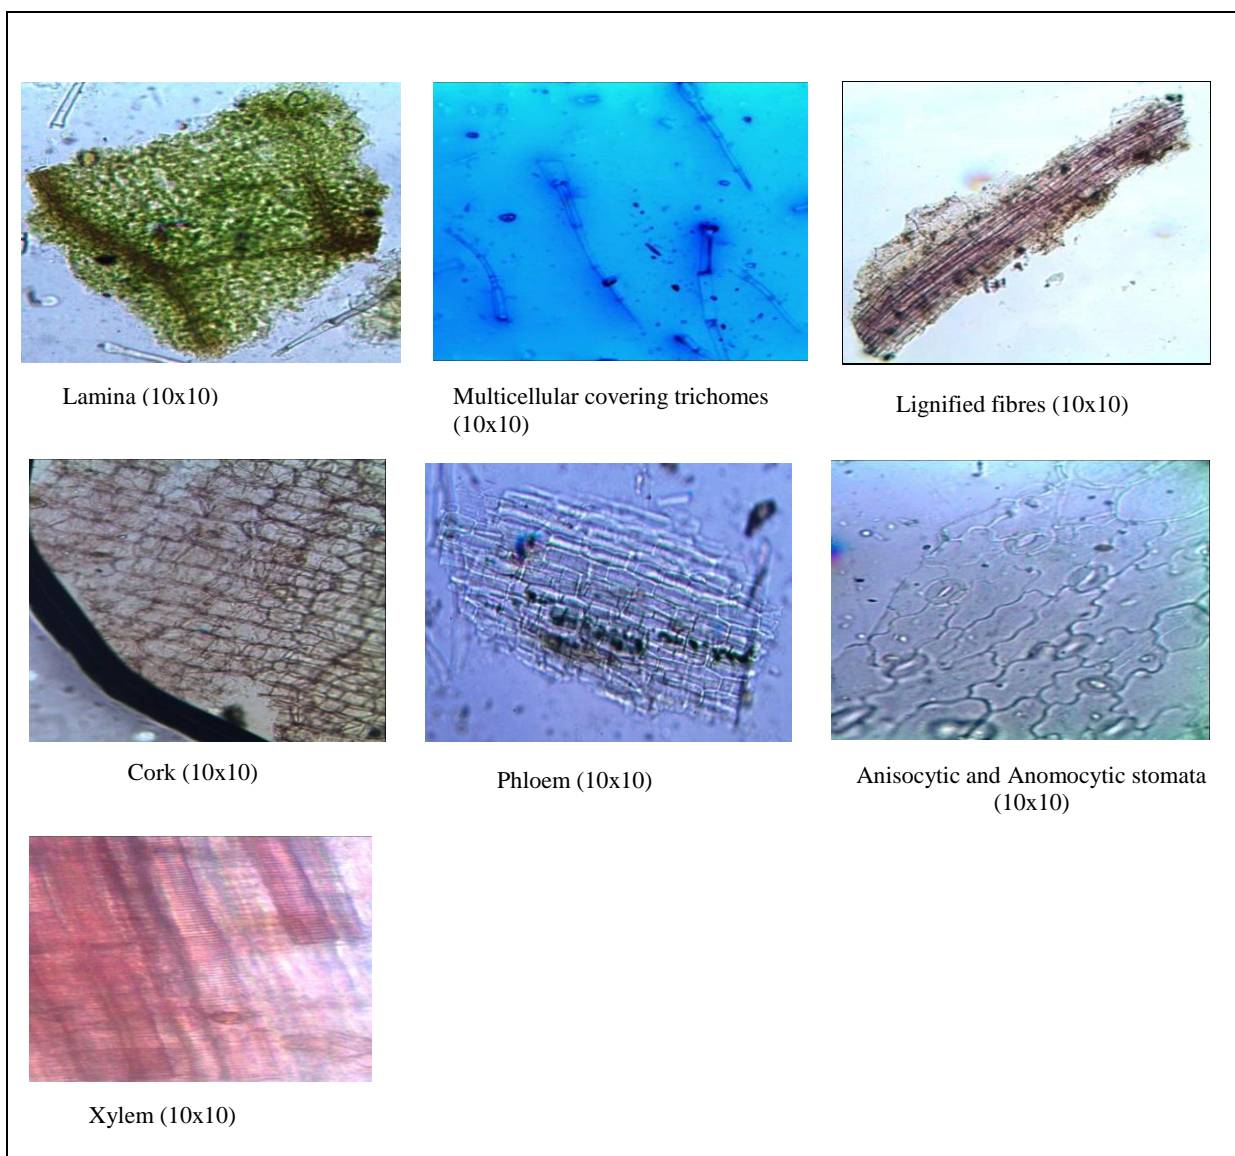 Lamina (10x10)
Multicellular covering trichomes
(10x10)
Lignified fibres (10x10)
Cork (10x10)
Phloem (10x10)
Anisocytic and Anomocytic stomata
(10x10)
Xylem (10x10)